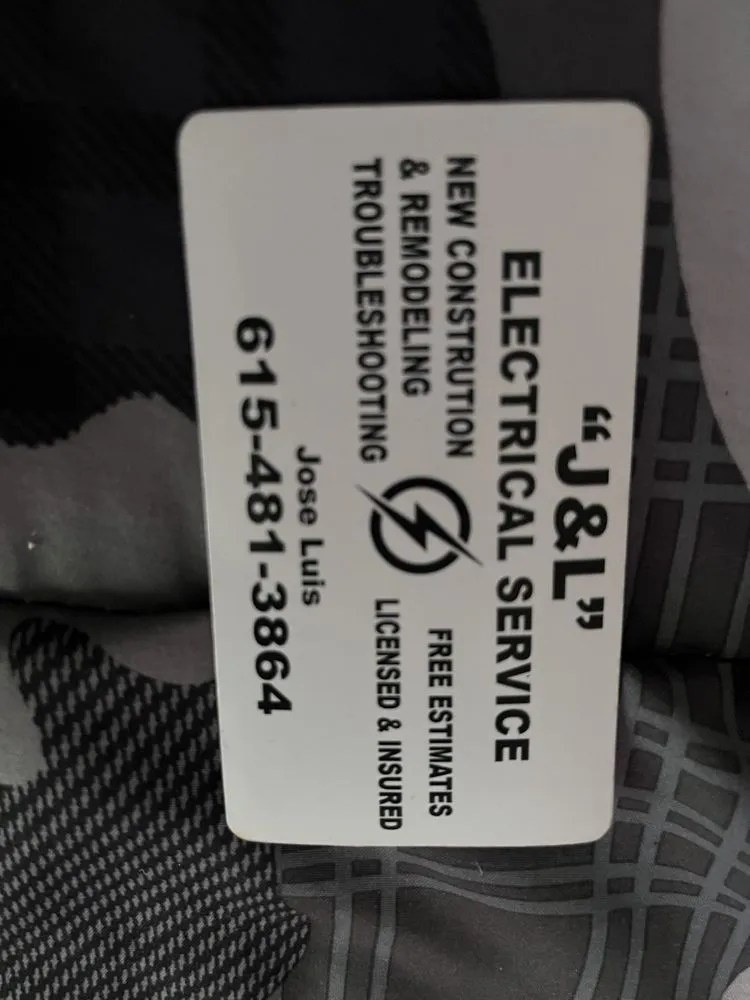 “J&L”
ELECTRICAL SERVICE
NEW CONSTRUTION
& REMODELING
TROUBLESHOOTING
FREE ESTIMATES
LICENSED & INSURED
Jose Luis
615-481-3864